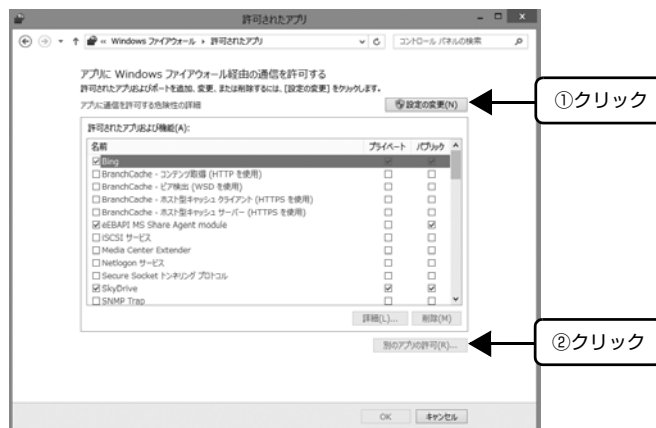 許可されたアプリ
« Windows ファイアウォール ▸ 許可されたアプリ
コントロール パネルの検索
アプリに Windows ファイアウォール経由の通信を許可する
許可されたアプリおよびポートを追加、変更、または削除するには、[設定の変更] をクリックします。
アプリに通信を許可する危険性の詳細
設定の変更(N)
①クリック
許可されたアプリおよび機能(A):
名前 プライベート パブリック
Bing
BranchCache - コンテンツ取得 (HTTP を使用)
BranchCache - ピア検出 (WSD を使用)
BranchCache - ホスト型キャッシュ クライアント (HTTPS を使用)
BranchCache - ホスト型キャッシュ サーバー (HTTPS を使用)
eEBAPI MS Share Agent module
iSCSI サービス
Media Center Extender
Netlogon サービス
Secure Socket トンネリング プロトコル
SkyDrive
SNMP Trap
詳細(L)... 削除(M)
別のアプリの許可(R)...
②クリック
OK キャンセル